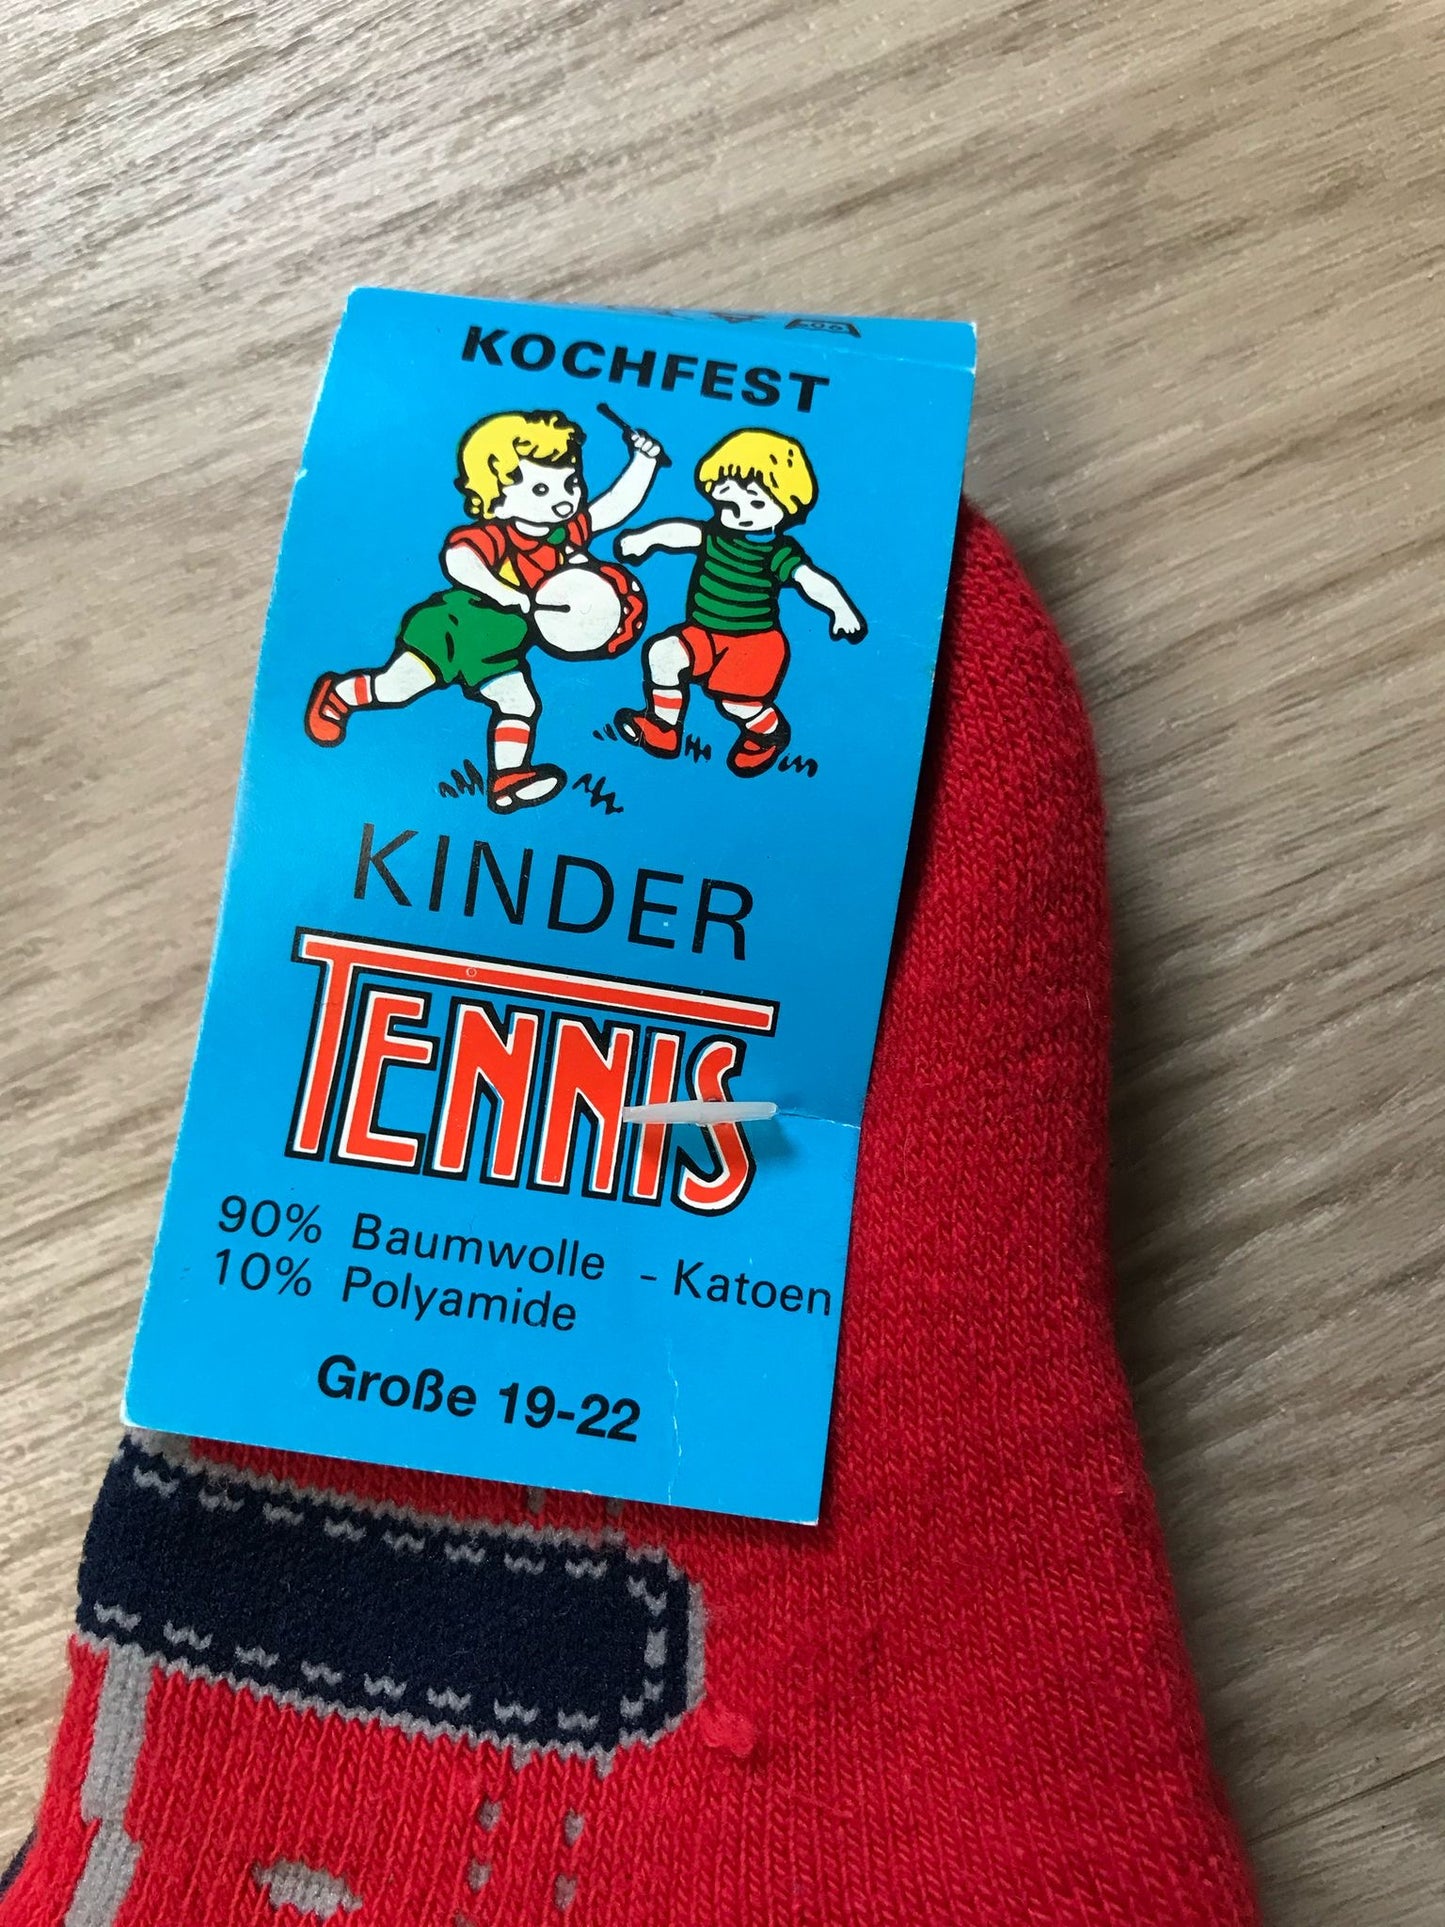 KOCHFEST
KINDER
TENNIS
90% Baumwolle - Katoen
10% Polyamide
Große 19-22